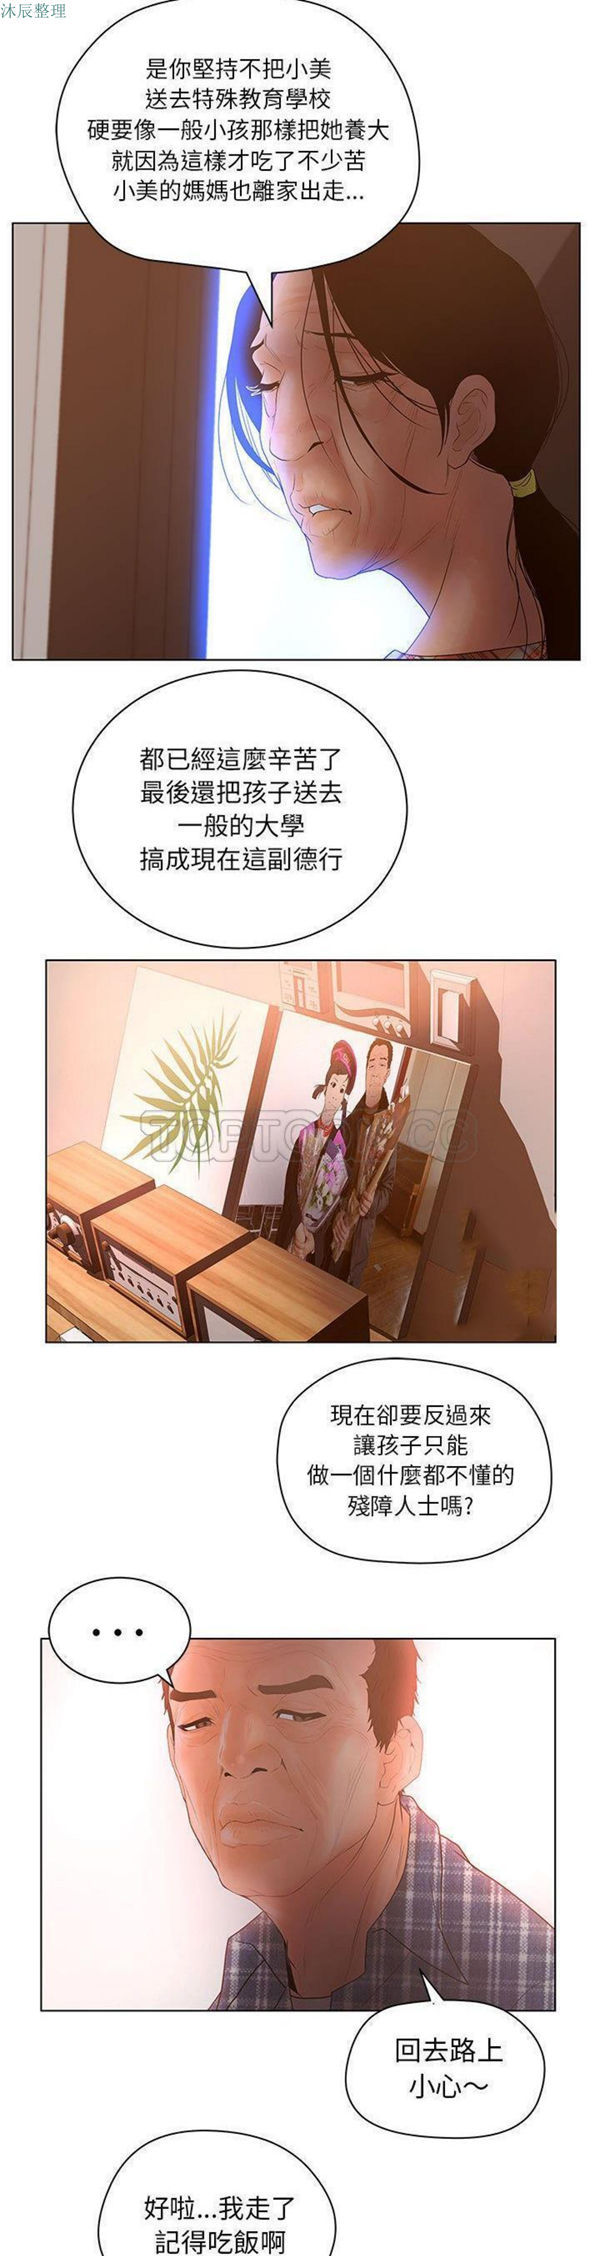 沐辰整理
是你堅持不把小美
送去特殊教育學校
硬要像一般小孩那樣把她養大
就因為這樣才吃了不少苦
小美的媽媽也離家出走...
都已經這麼辛苦了
最後還把孩子送去
一般的大學
搞成現在這副德行
TOPTOON.CC
現在卻要反過來
讓孩子只能
做一個什麼都不懂的
殘障人士嗎?
...
回去路上
小心～
好啦...我走了
記得吃飯啊